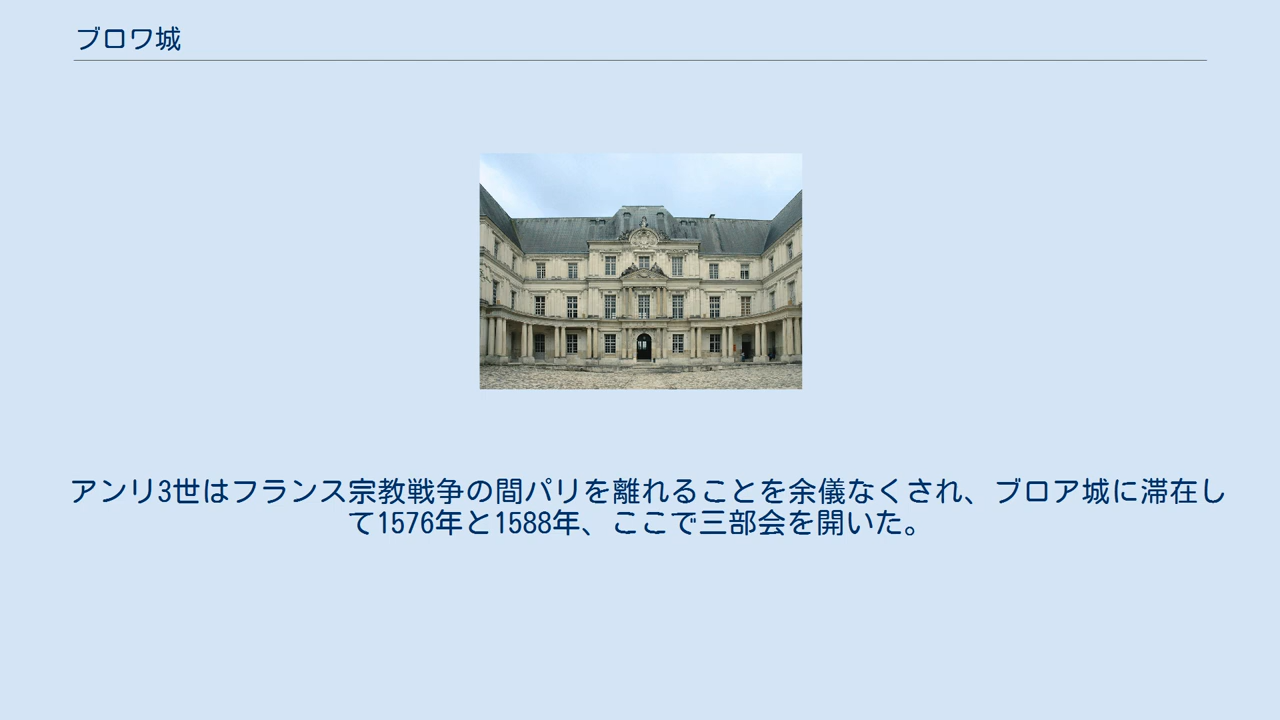 ブロワ城
アンリ3世はフランス宗教戦争の間パリを離れることを余儀なくされ、ブロア城に滞在し
て1576年と1588年、ここで三部会を開いた。